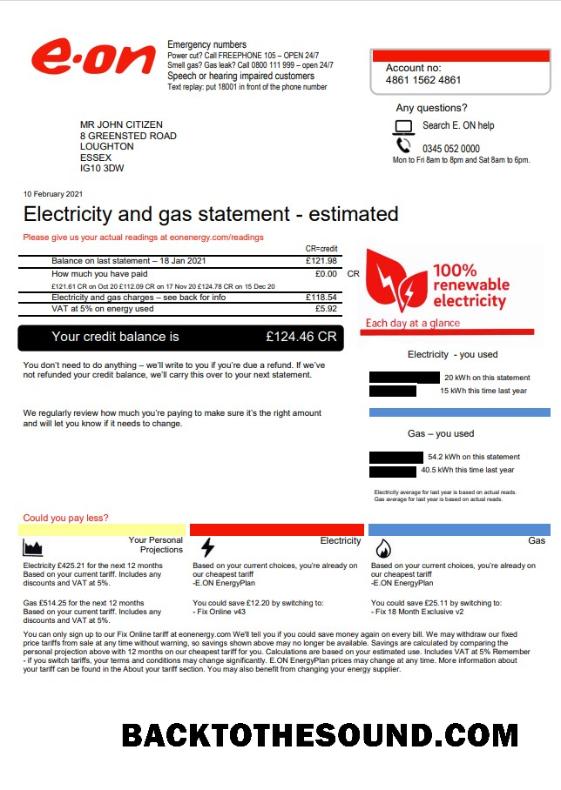 e·on
Emergency numbers
Power cut? Call FREEPHONE 105 – OPEN 24/7
Smell gas? Gas leak? Call 0800 111 999 – open 24/7
Speech or hearing impaired customers
Text replay: put 18001 in front of the phone number
Account no:
4861 1562 4861
Any questions?
Search E. ON help
0345 052 0000
Mon to Fri 8am to 8pm and Sat 8am to 6pm.
MR JOHN CITIZEN
8 GREENSTED ROAD
LOUGHTON
ESSEX
IG10 3DW
10 February 2021
Electricity and gas statement - estimated
Please give us your actual readings at eonenergy.com/readings
CR=credit
Balance on last statement – 18 Jan 2021 £121.98
How much you have paid £0.00 CR
£121.61 CR on Oct 20 £112.09 CR on 17 Nov 20 £124.78 CR on 15 Dec 20
Electricity and gas charges – see back for info £118.54
VAT at 5% on energy used £5.92
Your credit balance is £124.46 CR
You don't need to do anything – we'll write to you if you're due a refund. If we've
not refunded your credit balance, we'll carry this over to your next statement.
We regularly review how much you're paying to make sure it's the right amount
and will let you know if it needs to change.
100%
renewable
electricity
Each day at a glance
Electricity - you used
20 kWh on this statement
15 kWh this time last year
Gas – you used
54.2 kWh on this statement
40.5 kWh this time last year
Electricity average for last year is based on actual reads.
Gas average for last year is based on actual reads.
Could you pay less?
Your Personal
Projections
Electricity £425.21 for the next 12 months
Based on your current tariff. Includes any
discounts and VAT at 5%.
Gas £514.25 for the next 12 months
Based on your current tariff. Includes any
discounts and VAT at 5%.
Electricity
Based on your current choices, you're already on
our cheapest tariff
-E.ON EnergyPlan
You could save £12.20 by switching to:
- Fix Online v43
Gas
Based on your current choices, you're already on
our cheapest tariff
-E.ON EnergyPlan
You could save £25.11 by switching to:
- Fix 18 Month Exclusive v2
You can only sign up to our Fix Online tariff at eonenergy.com We'll tell you if you could save money again on every bill. We may withdraw our fixed
price tariffs from sale at any time without warning, so savings shown above may no longer be available. Savings are calculated by comparing the
personal projection above with 12 months on our cheapest tariff for you. Calculations are based on your estimated use. Includes VAT at 5% Remember
- if you switch tariffs, your terms and conditions may change significantly. E.ON EnergyPlan prices may change at any time. More information about
your tariff can be found in the About your tariff section. You may also benefit from changing your energy supplier.
BACKTOTHESOUND.COM